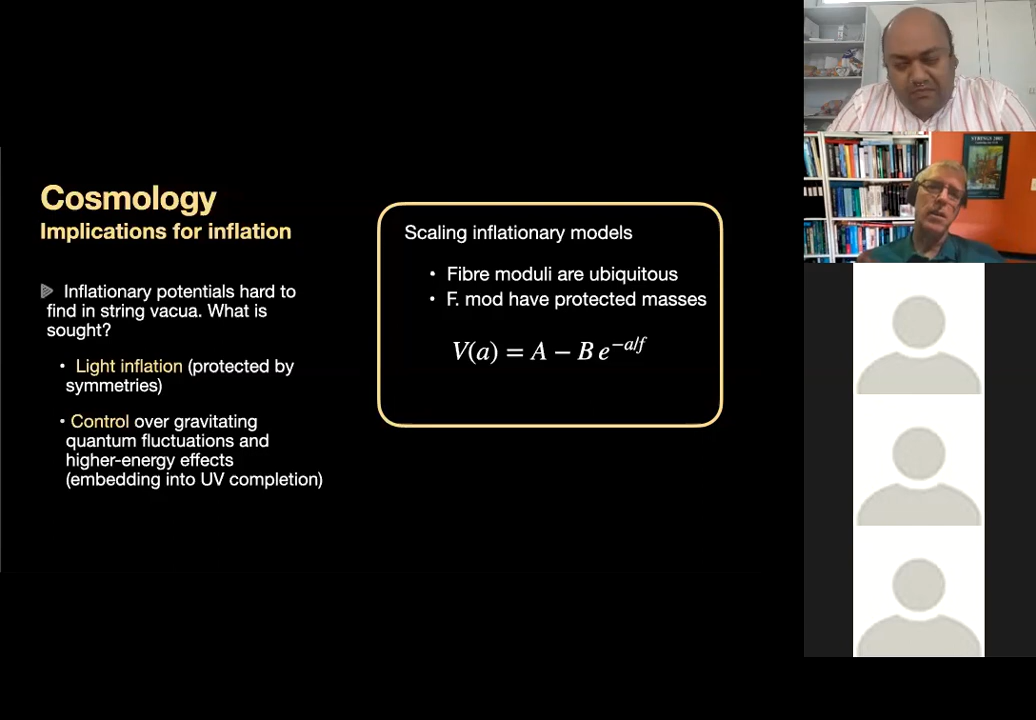 Cosmology
Implications for inflation
Inflationary potentials hard to
find in string vacua. What is
sought?
• Light inflation (protected by
symmetries)
• Control over gravitating
quantum fluctuations and
higher-energy effects
(embedding into UV completion)
Scaling inflationary models
• Fibre moduli are ubiquitous
• F. mod have protected masses
V(a) = A − B e^{−a/f}